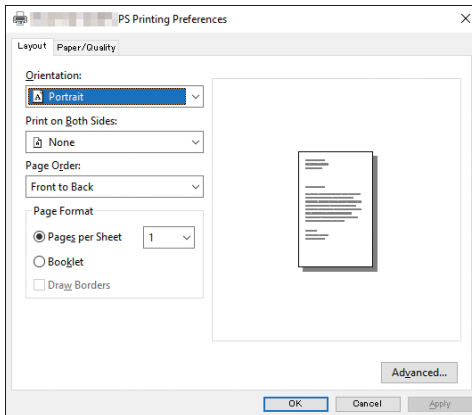 PS Printing Preferences
Layout
Paper/Quality
Orientation:
Portrait
Print on Both Sides:
None
Page Order:
Front to Back
Page Format
Pages per Sheet
1
Booklet
Draw Borders
Advanced...
OK
Cancel
Apply